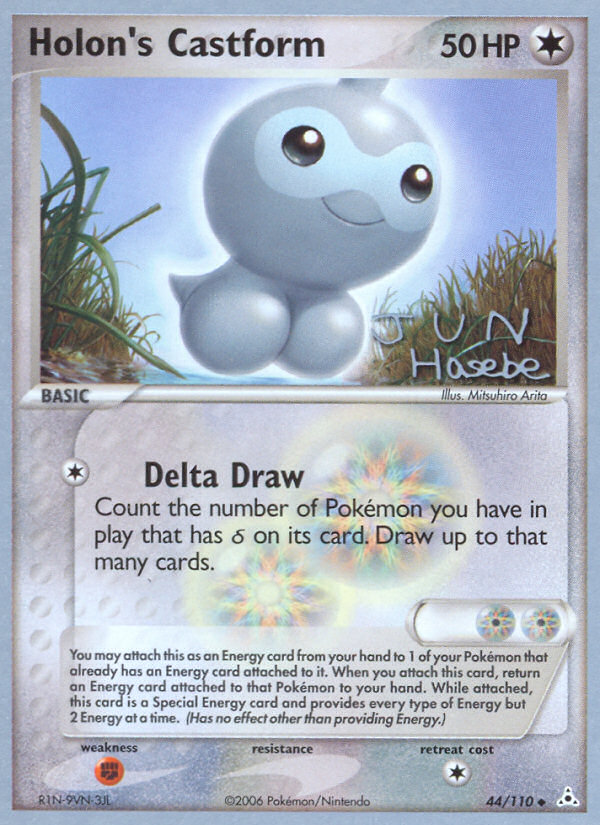 Holon's Castform 50 HP
JUN
Hasebe
BASIC
Illus. Mitsuhiro Arita
Delta Draw
Count the number of Pokémon you have in
play that has δ on its card. Draw up to that
many cards.
You may attach this as an Energy card from your hand to 1 of your Pokémon that
already has an Energy card attached to it. When you attach this card, return
an Energy card attached to that Pokémon to your hand. While attached,
this card is a Special Energy card and provides every type of Energy but
2 Energy at a time. (Has no effect other than providing Energy.)
weakness resistance retreat cost
R1N-9VN-3JL ©2006 Pokémon/Nintendo 44/110 ◆